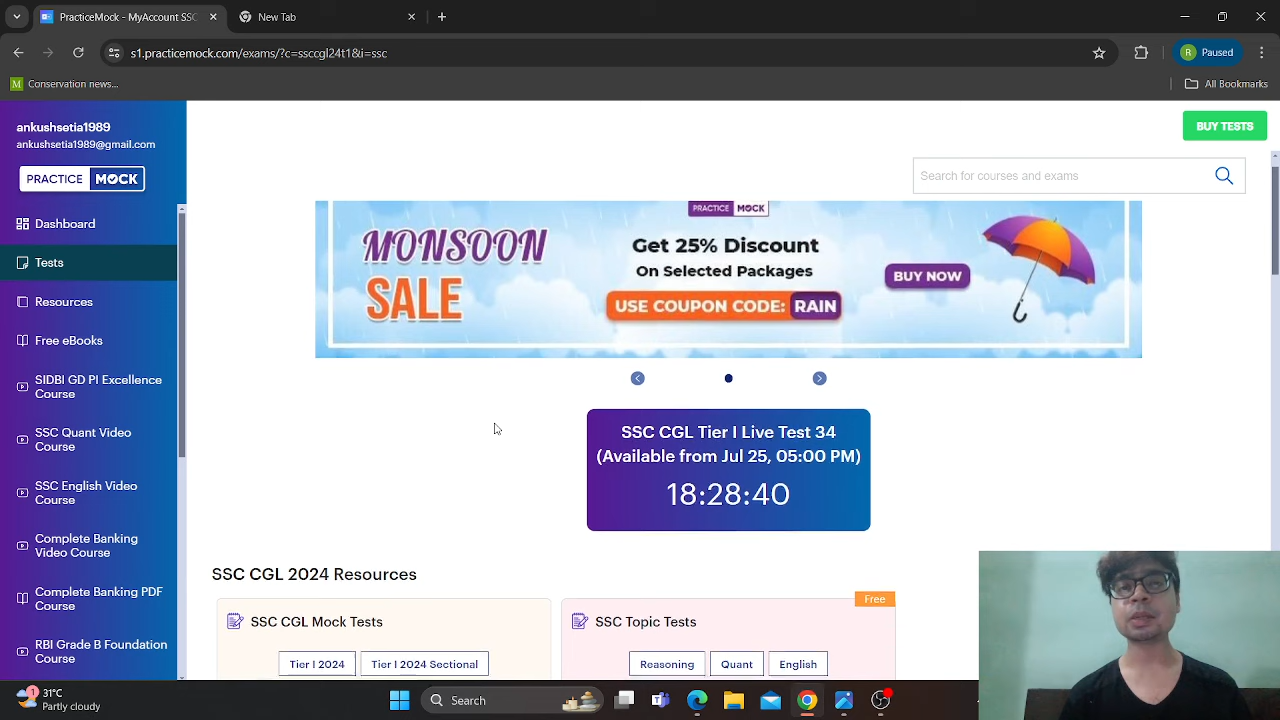 PracticeMock - MyAccount SSC
New Tab
s1.practicemock.com/exams/?c=ssccgl24t1&i=ssc
R
Paused
M
Conservation news...
All Bookmarks
ankushsetia1989
ankushsetia1989@gmail.com
PRACTICE MOCK
Dashboard
Tests
Resources
Free eBooks
SIDBI GD PI Excellence
Course
SSC Quant Video
Course
SSC English Video
Course
Complete Banking
Video Course
Complete Banking PDF
Course
RBI Grade B Foundation
Course
BUY TESTS
Search for courses and exams
PRACTICE MOCK
MONSOON
SALE
Get 25% Discount
On Selected Packages
USE COUPON CODE: RAIN
BUY NOW
SSC CGL Tier I Live Test 34
(Available from Jul 25, 05:00 PM)
18:28:40
SSC CGL 2024 Resources
SSC CGL Mock Tests
Tier I 2024
Tier I 2024 Sectional
Free
SSC Topic Tests
Reasoning
Quant
English
1
31°C
Partly cloudy
Search